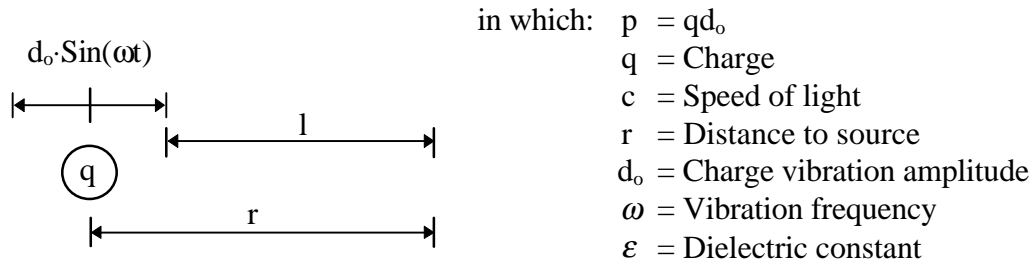 in which: p = qdₒ
dₒ·Sin(ωt)
q = Charge
c = Speed of light
l
r = Distance to source
q
dₒ = Charge vibration amplitude
r
ω = Vibration frequency
ε = Dielectric constant